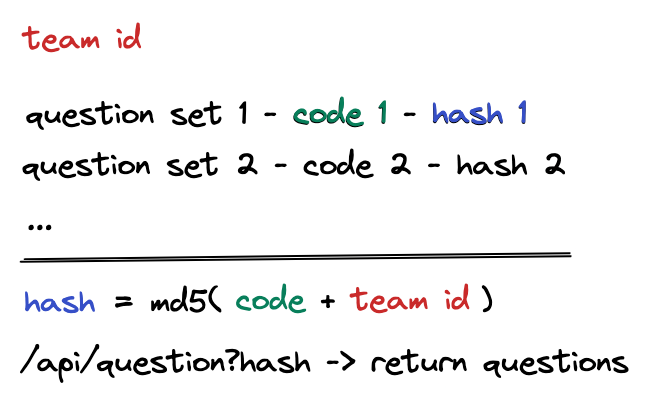 team id
question set 1 - code 1 - hash 1
question set 2 - code 2 - hash 2
...
hash = md5( code + team id )
/api/question?hash -> return questions